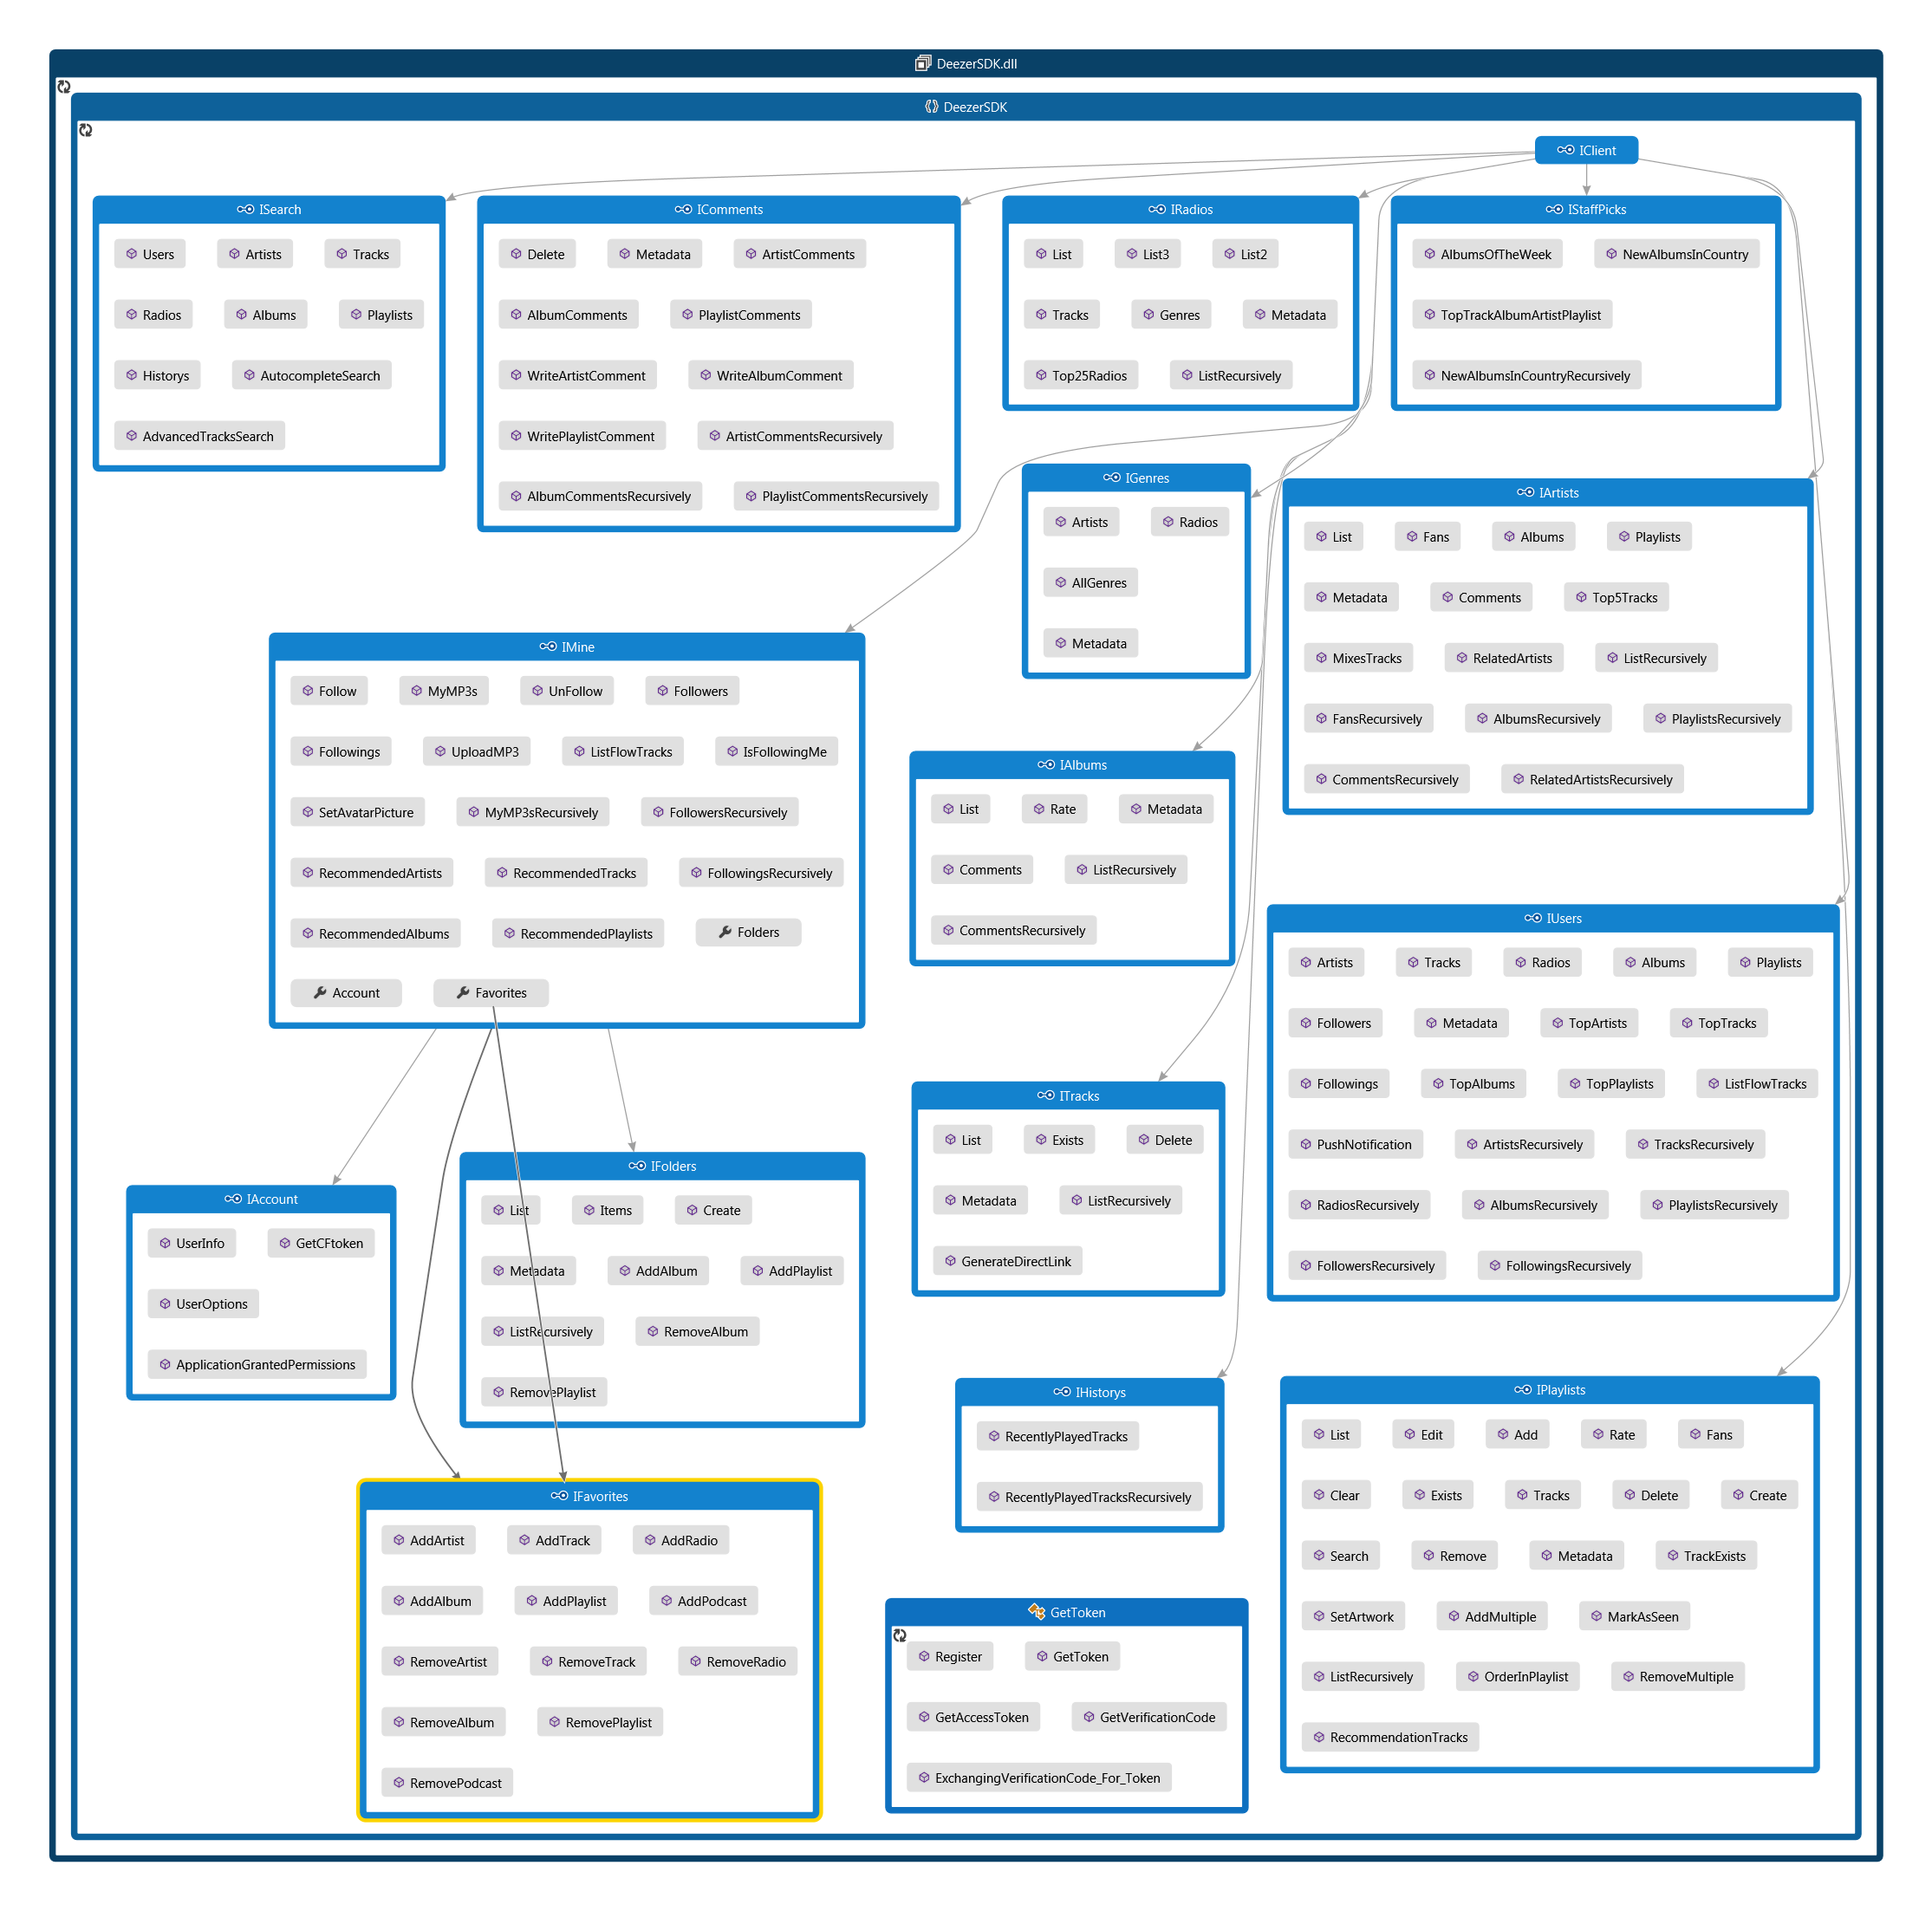 DeezerSDK.dll
DeezerSDK
IClient
ISearch
Users Artists Tracks
Radios Albums Playlists
Historys AutocompleteSearch
AdvancedTracksSearch
IComments
Delete Metadata ArtistComments
AlbumComments PlaylistComments
WriteArtistComment WriteAlbumComment
WritePlaylistComment ArtistCommentsRecursively
AlbumCommentsRecursively PlaylistCommentsRecursively
IRadios
List List3 List2
Tracks Genres Metadata
Top25Radios ListRecursively
IStaffPicks
AlbumsOfTheWeek NewAlbumsInCountry
TopTrackAlbumArtistPlaylist
NewAlbumsInCountryRecursively
IGenres
Artists Radios
AllGenres
Metadata
IArtists
List Fans Albums Playlists
Metadata Comments Top5Tracks
MixesTracks RelatedArtists ListRecursively
FansRecursively AlbumsRecursively PlaylistsRecursively
CommentsRecursively RelatedArtistsRecursively
IMine
Follow MyMP3s UnFollow Followers
Followings UploadMP3 ListFlowTracks IsFollowingMe
SetAvatarPicture MyMP3sRecursively FollowersRecursively
RecommendedArtists RecommendedTracks FollowingsRecursively
RecommendedAlbums RecommendedPlaylists Folders
Account Favorites
IAlbums
List Rate Metadata
Comments ListRecursively
CommentsRecursively
IUsers
Artists Tracks Radios Albums Playlists
Followers Metadata TopArtists TopTracks
Followings TopAlbums TopPlaylists ListFlowTracks
PushNotification ArtistsRecursively TracksRecursively
RadiosRecursively AlbumsRecursively PlaylistsRecursively
FollowersRecursively FollowingsRecursively
ITracks
List Exists Delete
Metadata ListRecursively
GenerateDirectLink
IAccount
UserInfo GetCFtoken
UserOptions
ApplicationGrantedPermissions
IFolders
List Items Create
Metadata AddAlbum AddPlaylist
ListRecursively RemoveAlbum
RemovePlaylist
IHistorys
RecentlyPlayedTracks
RecentlyPlayedTracksRecursively
IPlaylists
List Edit Add Rate Fans
Clear Exists Tracks Delete Create
Search Remove Metadata TrackExists
SetArtwork AddMultiple MarkAsSeen
ListRecursively OrderInPlaylist RemoveMultiple
RecommendationTracks
IFavorites
AddArtist AddTrack AddRadio
AddAlbum AddPlaylist AddPodcast
RemoveArtist RemoveTrack RemoveRadio
RemoveAlbum RemovePlaylist
RemovePodcast
GetToken
Register GetToken
GetAccessToken GetVerificationCode
ExchangingVerificationCode_For_Token